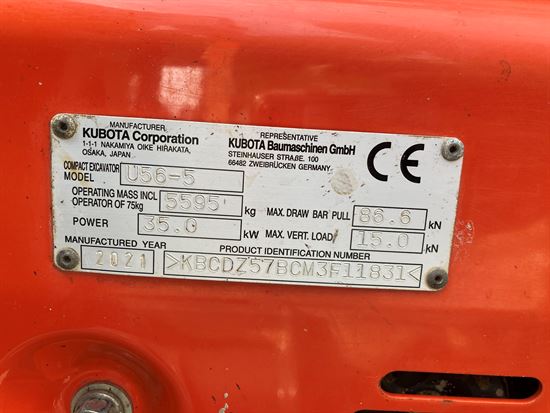 MANUFACTURER
KUBOTA Corporation
1-1-1 NAKAMIYA OIKE HIRAKATA,
OSAKA, JAPAN
REPRESENTATIVE
KUBOTA Baumaschinen GmbH
STEINHAUSER STRAßE. 100
66482 ZWEIBRÜCKEN GERMANY
CE
COMPACT EXCAVATOR
MODEL U56-5
OPERATING MASS INCL
OPERATOR OF 75kg 5595 kg
MAX. DRAW BAR PULL 86.6 kN
POWER 35.0 kW
MAX. VERT. LOAD 15.0 kN
MANUFACTURED YEAR
2021
PRODUCT IDENTIFICATION NUMBER
>KBCDZ57BCM3F11831<